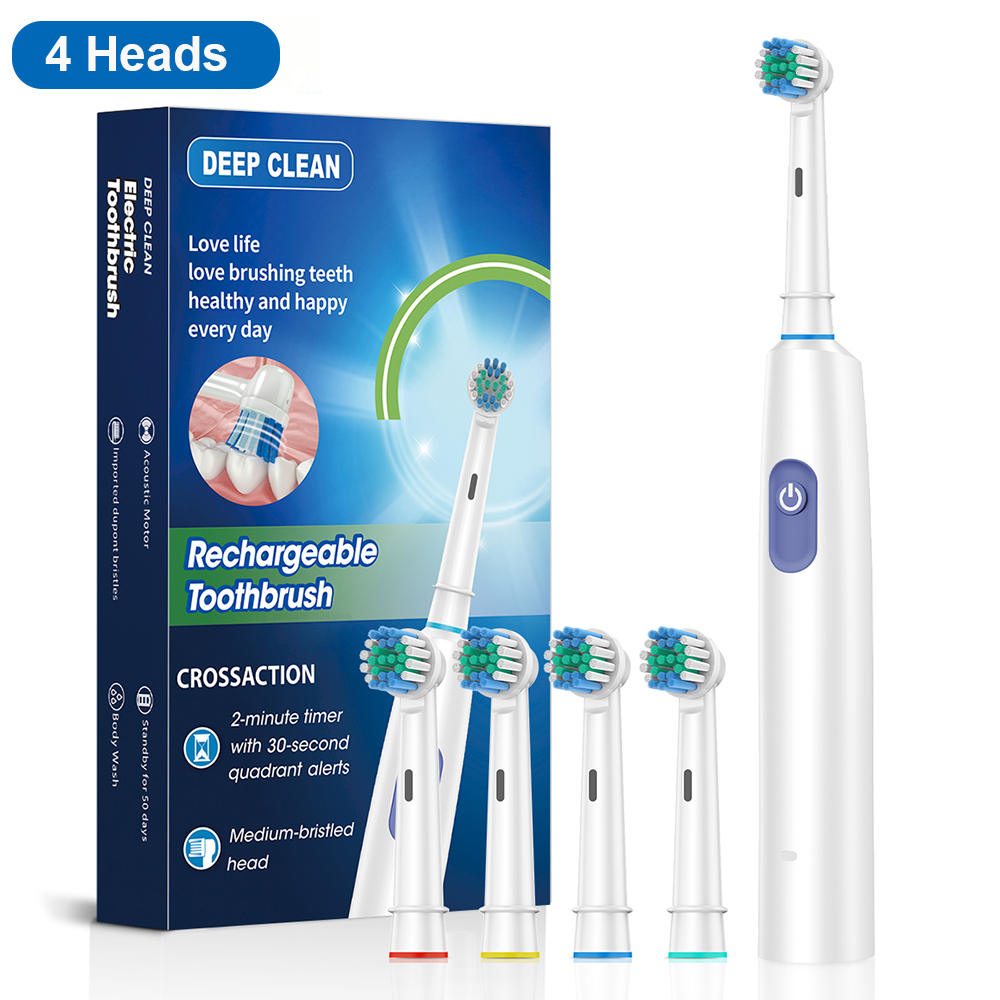 4 Heads
DEEP CLEAN
Love life
love brushing teeth
healthy and happy
every day
Rechargeable
Toothbrush
CROSSACTION
2-minute timer
with 30-second
quadrant alerts
Medium-bristled
head
DEEP CLEAN
Electric
Toothbrush
Acoustic Motor
Imported dupont bristles
Standby for 50 days
Body Wash